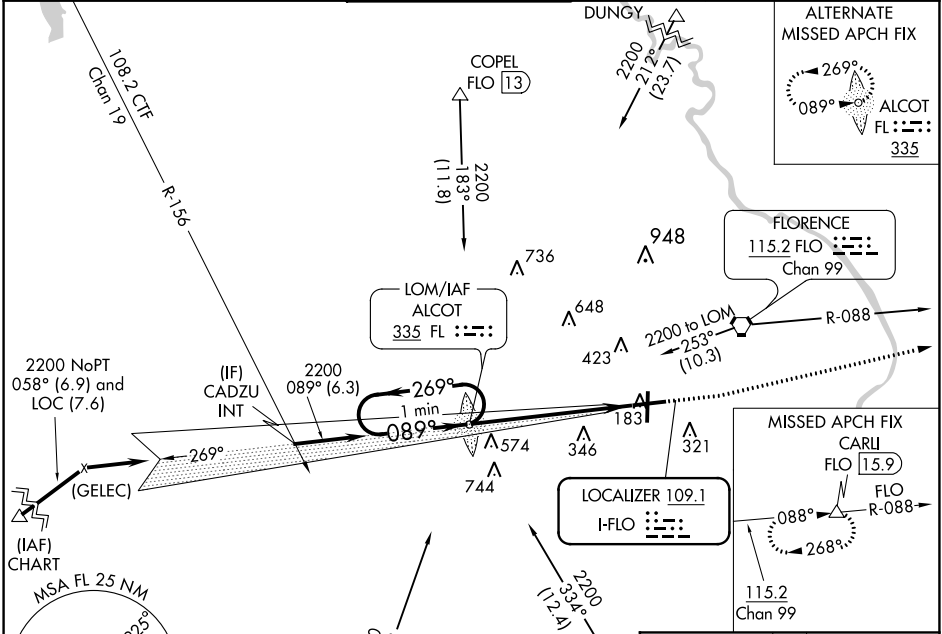 DUNGY
2200
212°
(23.7)
ALTERNATE
MISSED APCH FIX
269°
089°
ALCOT
FL
335
108.2 CTF
Chan 19
R-156
COPEL
FLO 13
2200
183°
(11.8)
736
948
648
423
FLORENCE
115.2 FLO
Chan 99
R-088
2200 to LOM
253°
(10.3)
LOM/IAF
ALCOT
335 FL
2200 NoPT
058° (6.9) and
LOC (7.6)
(IF)
CADZU
INT
2200
089° (6.3)
269°
1 min
089°
269°
(GELEC)
(IAF)
CHART
183
574
744
346
321
LOCALIZER 109.1
I-FLO
MISSED APCH FIX
CARLI
FLO 15.9
FLO
R-088
088°
268°
115.2
Chan 99
MSA FL 25 NM
2200
334°
(12.4)